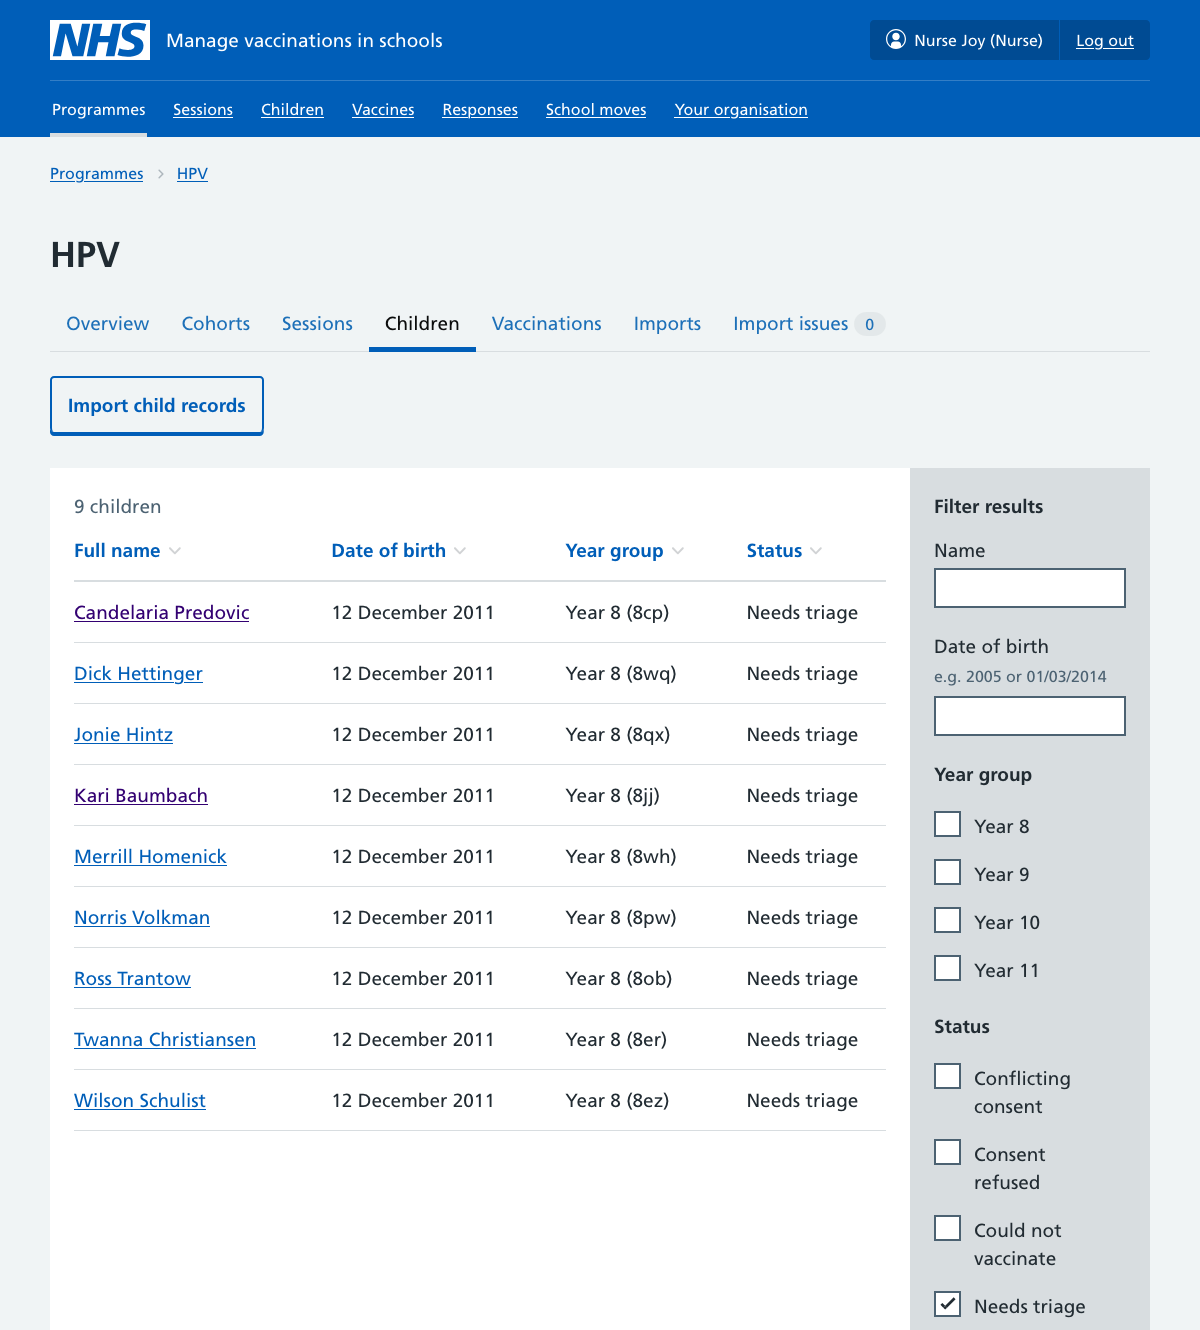 NHS Manage vaccinations in schools
Nurse Joy (Nurse) Log out
Programmes Sessions Children Vaccines Responses School moves Your organisation
Programmes HPV
HPV
Overview Cohorts Sessions Children Vaccinations Imports Import issues 0
Import child records
9 children
Full name Date of birth Year group Status
Candelaria Predovic 12 December 2011 Year 8 (8cp) Needs triage
Dick Hettinger 12 December 2011 Year 8 (8wq) Needs triage
Jonie Hintz 12 December 2011 Year 8 (8qx) Needs triage
Kari Baumbach 12 December 2011 Year 8 (8jj) Needs triage
Merrill Homenick 12 December 2011 Year 8 (8wh) Needs triage
Norris Volkman 12 December 2011 Year 8 (8pw) Needs triage
Ross Trantow 12 December 2011 Year 8 (8ob) Needs triage
Twanna Christiansen 12 December 2011 Year 8 (8er) Needs triage
Wilson Schulist 12 December 2011 Year 8 (8ez) Needs triage
Filter results
Name
Date of birth
e.g. 2005 or 01/03/2014
Year group
Year 8
Year 9
Year 10
Year 11
Status
Conflicting
consent
Consent
refused
Could not
vaccinate
Needs triage